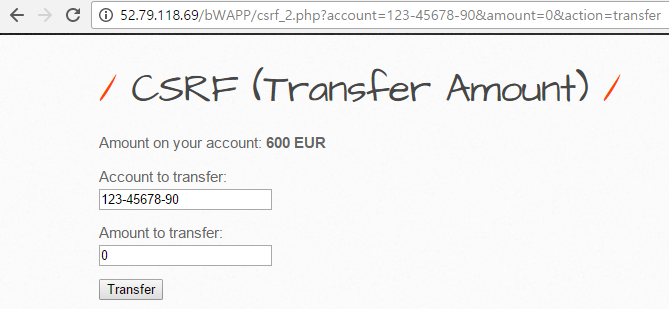 52.79.118.69/bWAPP/csrf_2.php?account=123-45678-90&amount=0&action=transfer
/ CSRF (Transfer Amount) /
Amount on your account: 600 EUR
Account to transfer:
123-45678-90
Amount to transfer:
0
Transfer